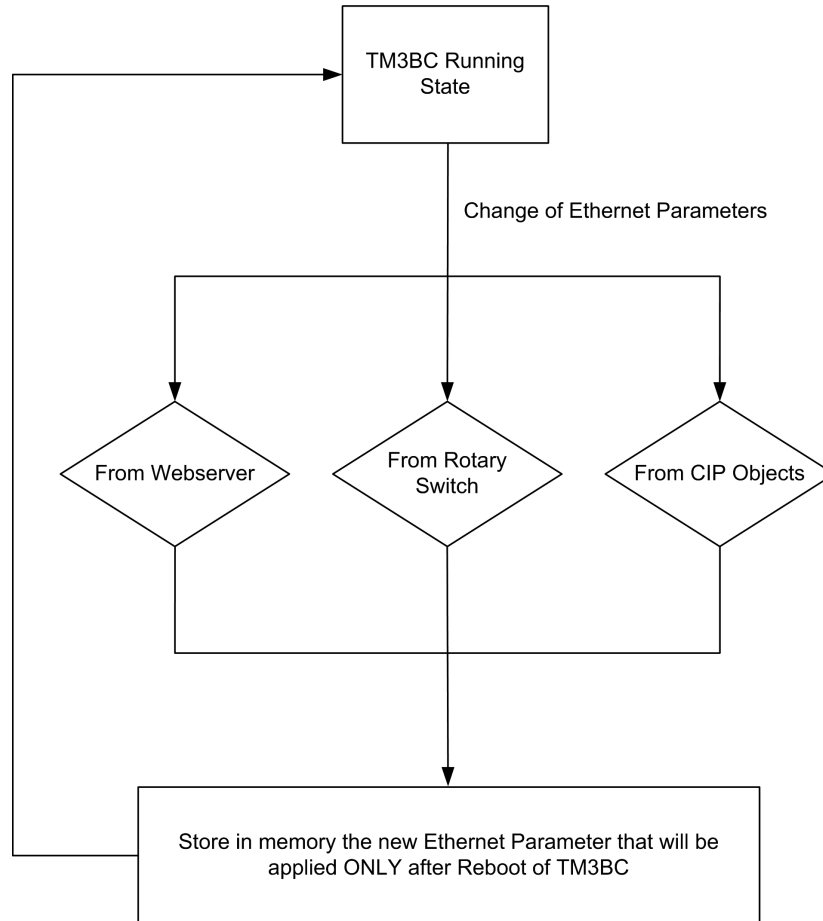 TM3BC Running
State
Change of Ethernet Parameters
From Webserver
From Rotary
Switch
From CIP Objects
Store in memory the new Ethernet Parameter that will be
applied ONLY after Reboot of TM3BC